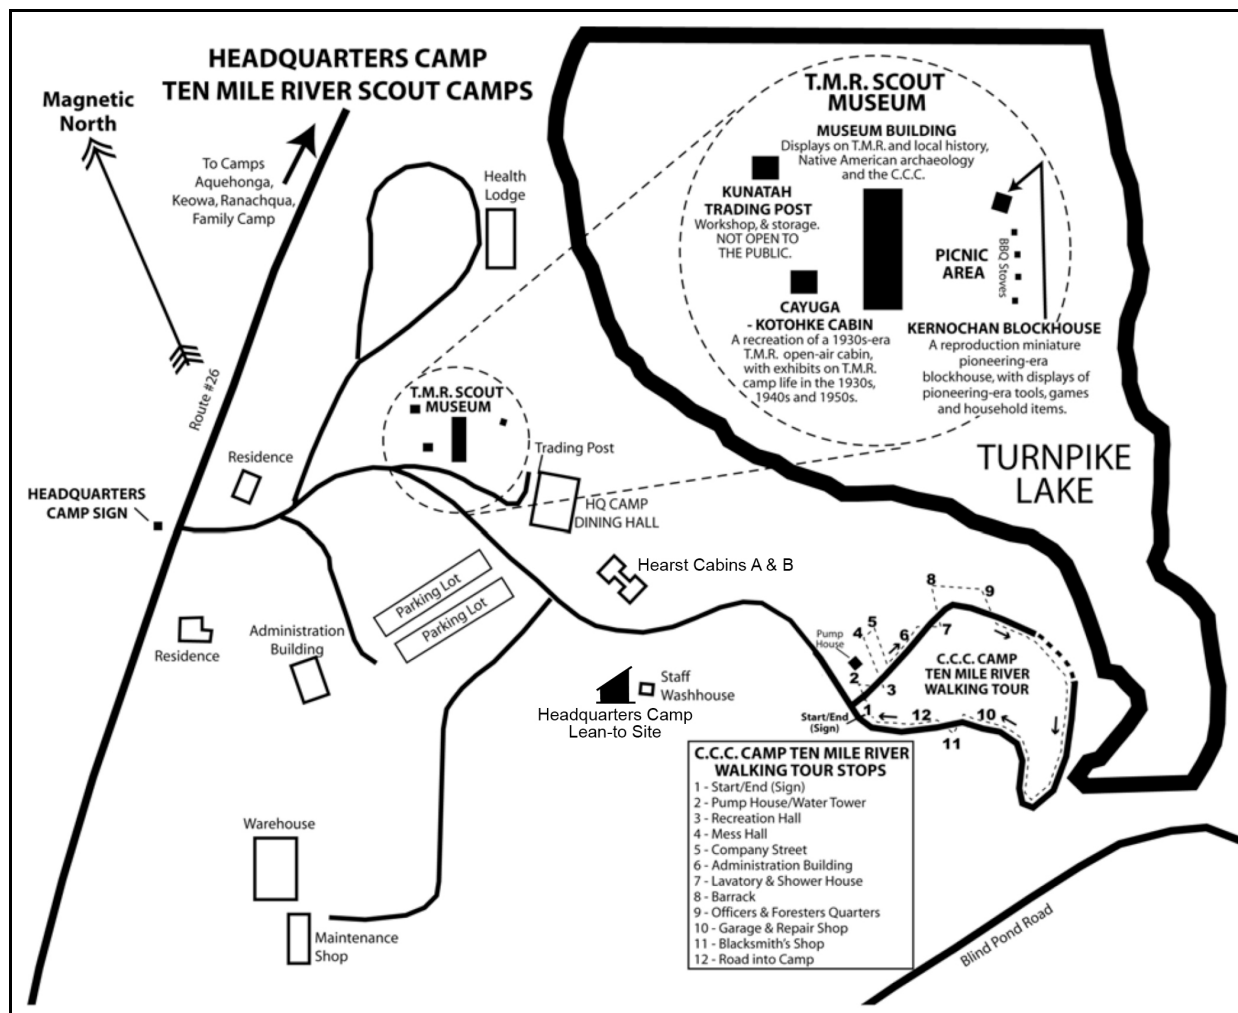 HEADQUARTERS CAMP
TEN MILE RIVER SCOUT CAMPS
Magnetic
North
To Camps
Aquehonga,
Keowa, Ranachqua,
Family Camp
Health
Lodge
Route #26
T.M.R. SCOUT
MUSEUM
MUSEUM BUILDING
Displays on T.M.R. and local history,
Native American archaeology
and the C.C.C.
KUNATAH
TRADING POST
Workshop, & storage.
NOT OPEN TO
THE PUBLIC.
PICNIC
AREA
BBQ Stoves
CAYUGA
- KOTOHKE CABIN
A recreation of a 1930s-era
T.M.R. open-air cabin,
with exhibits on T.M.R.
camp life in the 1930s,
1940s and 1950s.
KERNOCHAN BLOCKHOUSE
A reproduction miniature
pioneering-era
blockhouse, with displays of
pioneering-era tools, games
and household items.
T.M.R. SCOUT
MUSEUM
Residence
Trading Post
HEADQUARTERS
CAMP SIGN
HQ CAMP
DINING HALL
TURNPIKE
LAKE
Hearst Cabins A & B
Parking Lot
Parking Lot
Residence
Administration
Building
Staff
Washhouse
Headquarters Camp
Lean-to Site
Pump
House
8
9
5
4
6
7
2
3
1
12
10
11
C.C.C. CAMP
TEN MILE RIVER
WALKING TOUR
Start/End
(Sign)
C.C.C. CAMP TEN MILE RIVER
WALKING TOUR STOPS
1 - Start/End (Sign)
2 - Pump House/Water Tower
3 - Recreation Hall
4 - Mess Hall
5 - Company Street
6 - Administration Building
7 - Lavatory & Shower House
8 - Barrack
9 - Officers & Foresters Quarters
10 - Garage & Repair Shop
11 - Blacksmith's Shop
12 - Road into Camp
Warehouse
Maintenance
Shop
Blind Pond Road